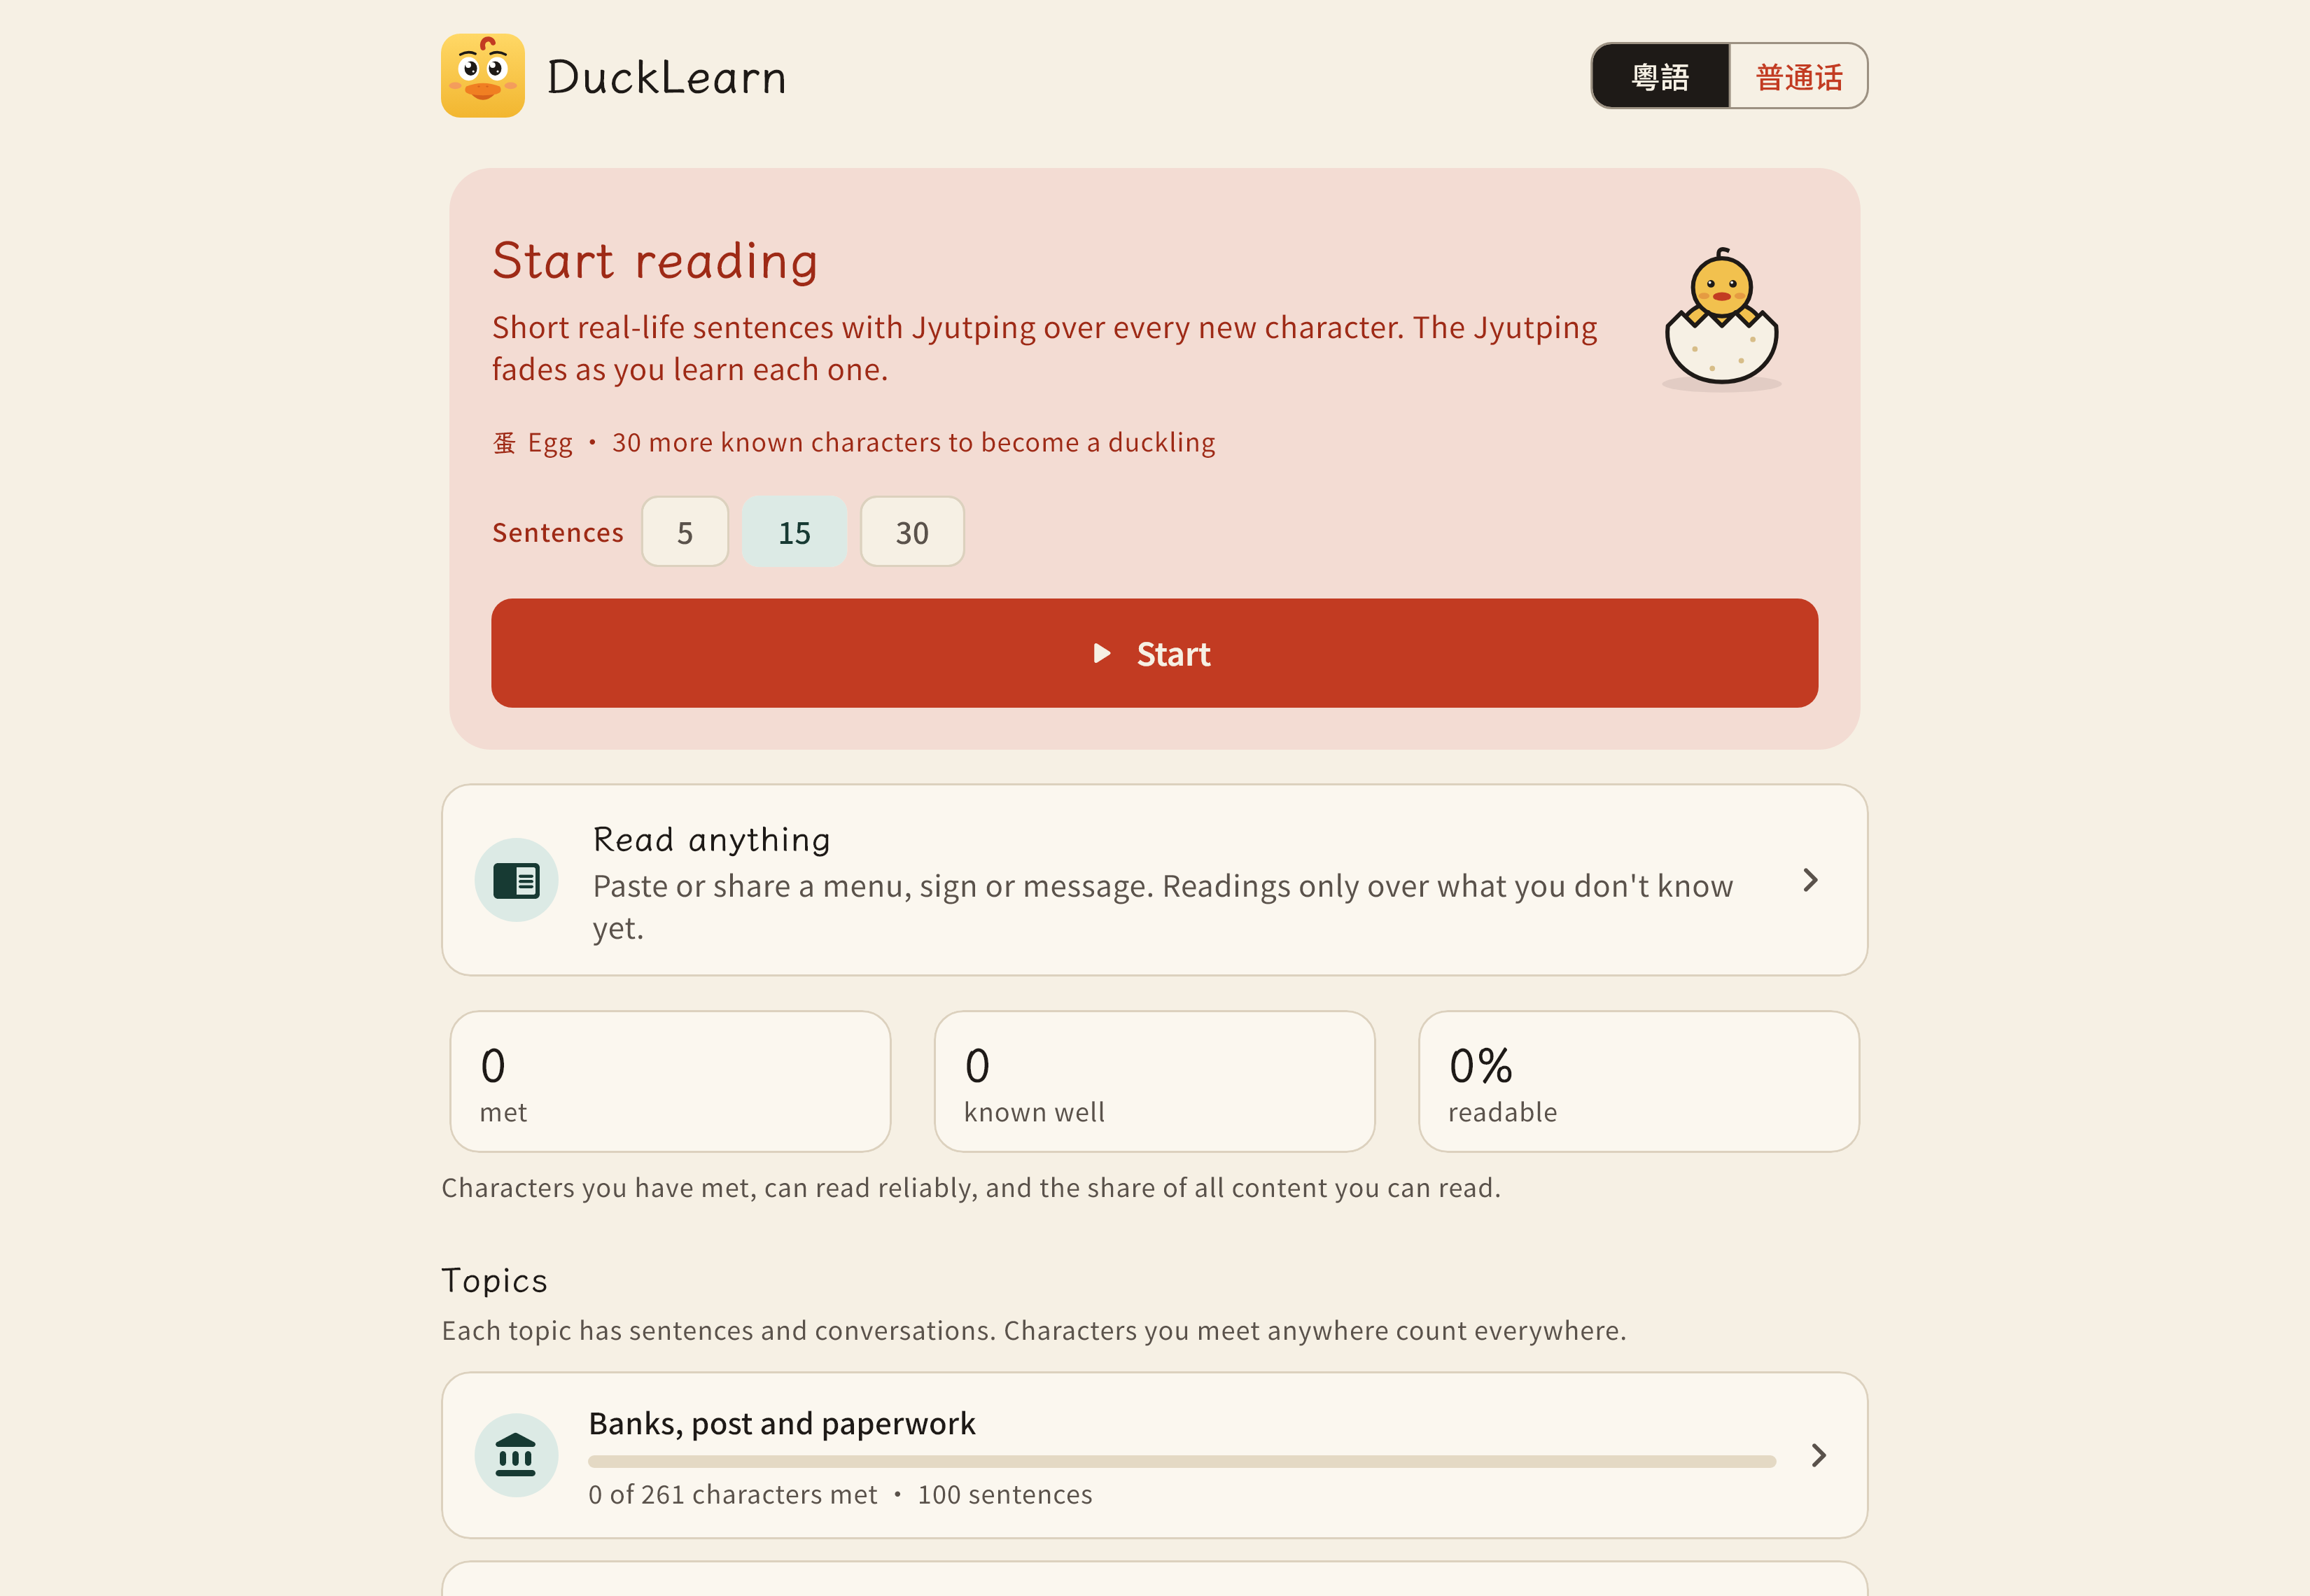 DuckLearn
粵語
普通话
Start reading
Short real-life sentences with Jyutping over every new character. The Jyutping
fades as you learn each one.
蛋 Egg • 30 more known characters to become a duckling
Sentences
5
15
30
Start
Read anything
Paste or share a menu, sign or message. Readings only over what you don't know
yet.
0
met
0
known well
0%
readable
Characters you have met, can read reliably, and the share of all content you can read.
Topics
Each topic has sentences and conversations. Characters you meet anywhere count everywhere.
Banks, post and paperwork
0 of 261 characters met • 100 sentences